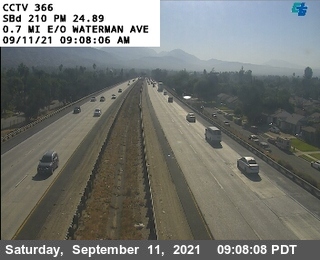 CCTV 366
SBd 210 PM 24.89
0.7 MI E/O WATERMAN AVE
09/11/21 09:08:06 AM
Saturday, September 11, 2021 09:08:08 PDT